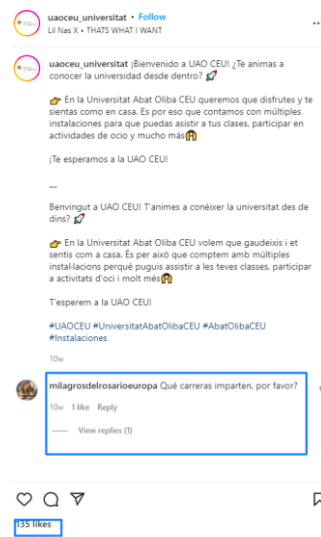 uaoceu_universitat • Follow
Lil Nas X • THATS WHAT I WANT
uaoceu_universitat ¡Bienvenido a UAO CEU! ¿Te animas a
conocer la universidad desde dentro? 🚀
👉 En la Universitat Abat Oliba CEU queremos que disfrutes y te
sientas como en casa. Es por eso que contamos con múltiples
instalaciones para que puedas asistir a tus clases, participar en
actividades de ocio y mucho más
¡Te esperamos a la UAO CEU!
__
Benvingut a UAO CEU! T'animes a conèixer la universitat des de
dins? 🚀
👉 En la Universitat Abat Oliba CEU volem que gaudeixis i et
sentis com a casa. És per això que comptem amb múltiples
instal·lacions perquè puguis assistir a les teves classes, participar
a activitats d'oci i molt més
T'esperem a la UAO CEU!
#UAOCEU #UniversitatAbatOlibaCEU #AbatOlibaCEU
#Instalaciones
10w
milagrosdelrosarioeuropa Qué carreras imparten, por favor?
10w 1 like Reply
View replies (1)
135 likes